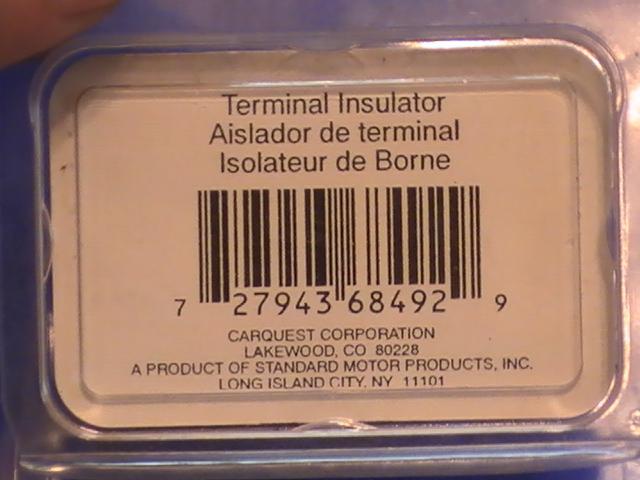 Terminal Insulator
Aislador de terminal
Isolateur de Borne
7 27943 68492 9
CARQUEST CORPORATION
LAKEWOOD, CO 80228
A PRODUCT OF STANDARD MOTOR PRODUCTS, INC.
LONG ISLAND CITY, NY 11101